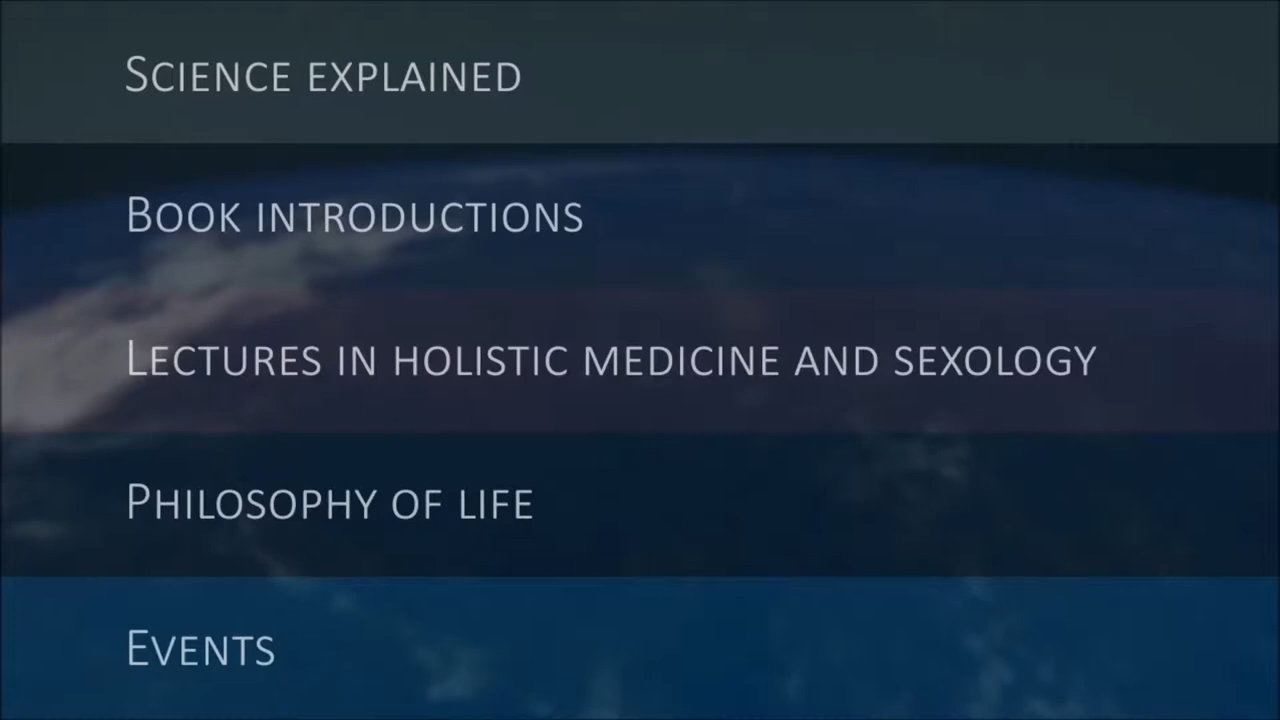 Science explained
Book introductions
Lectures in holistic medicine and sexology
Philosophy of life
Events